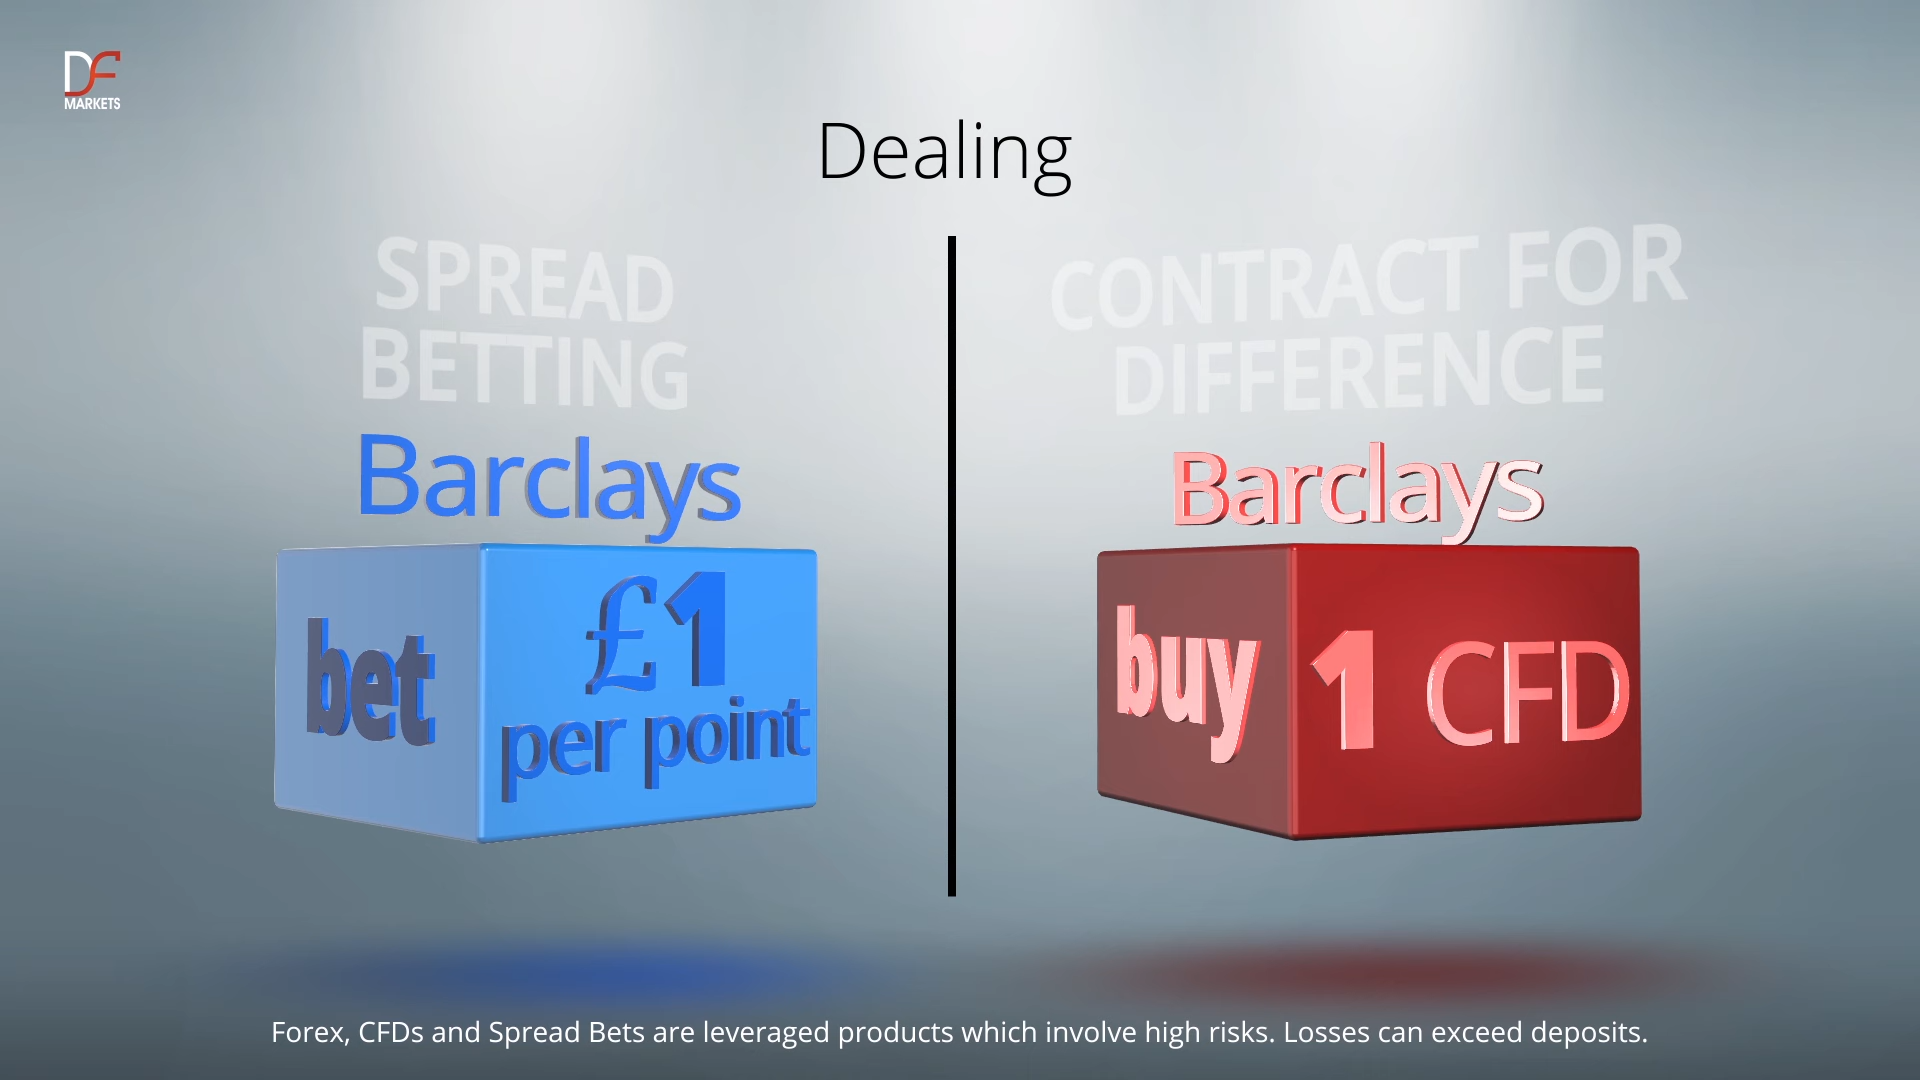 DF
MARKETS
Dealing
SPREAD
BETTING
Barclays
bet
£1
per point
CONTRACT FOR
DIFFERENCE
Barclays
buy
1 CFD
Forex, CFDs and Spread Bets are leveraged products which involve high risks. Losses can exceed deposits.